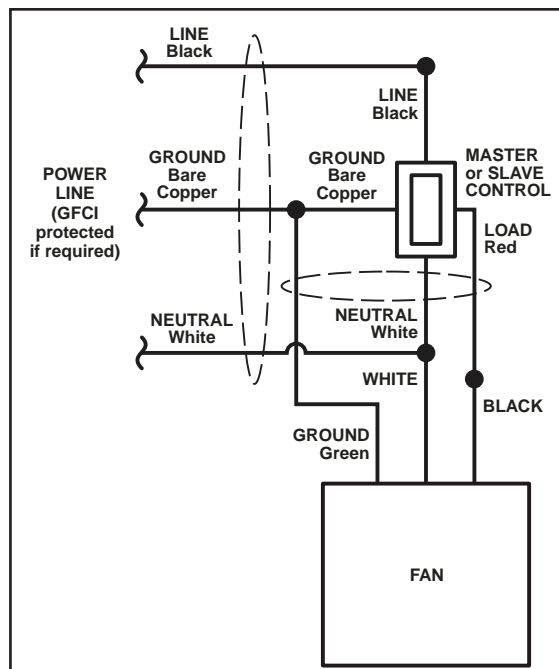 LINE
Black
LINE
Black
GROUND
Bare
Copper
GROUND
Bare
Copper
MASTER
or SLAVE
CONTROL
POWER
LINE
(GFCI
protected
if required)
LOAD
Red
NEUTRAL
White
NEUTRAL
White
WHITE
BLACK
GROUND
Green
FAN